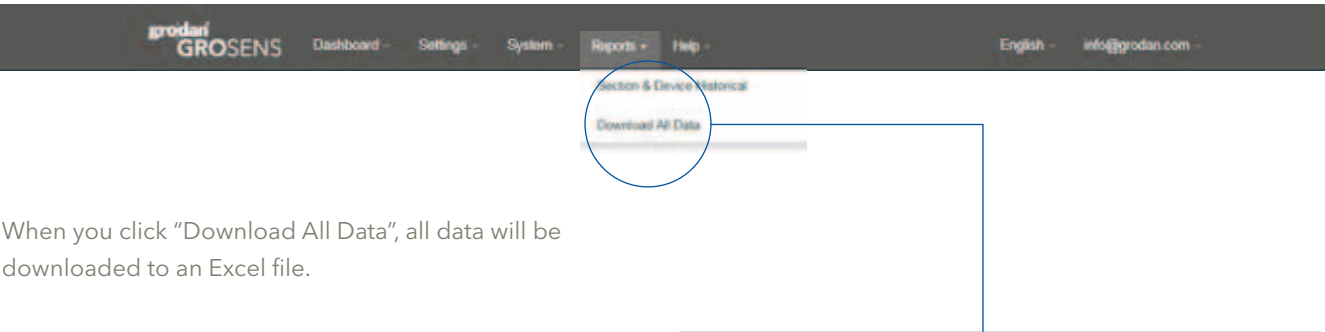 grodan
GROSENS Dashboard Settings System Reports Help English info@grodan.com
Section & Device Historical
Download All Data
When you click “Download All Data”, all data will be
downloaded to an Excel file.